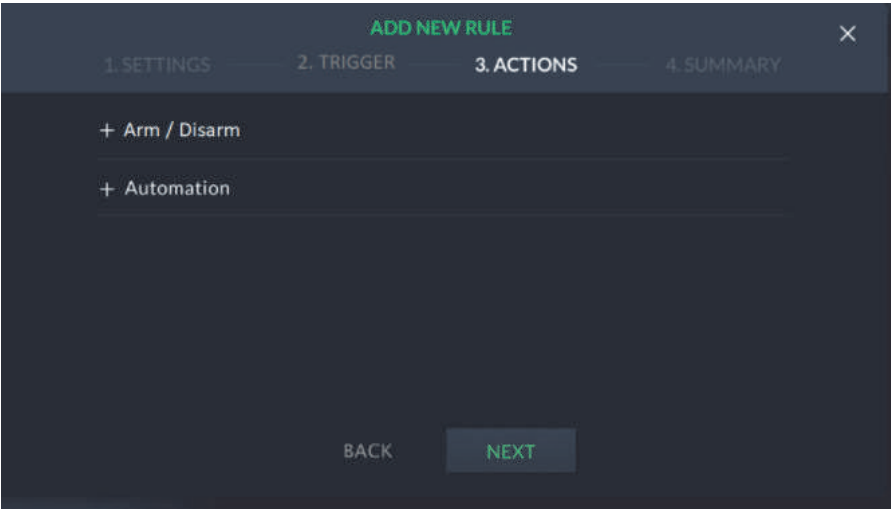 ADD NEW RULE
1. SETTINGS 2. TRIGGER 3. ACTIONS 4. SUMMARY
+ Arm / Disarm
+ Automation
BACK NEXT